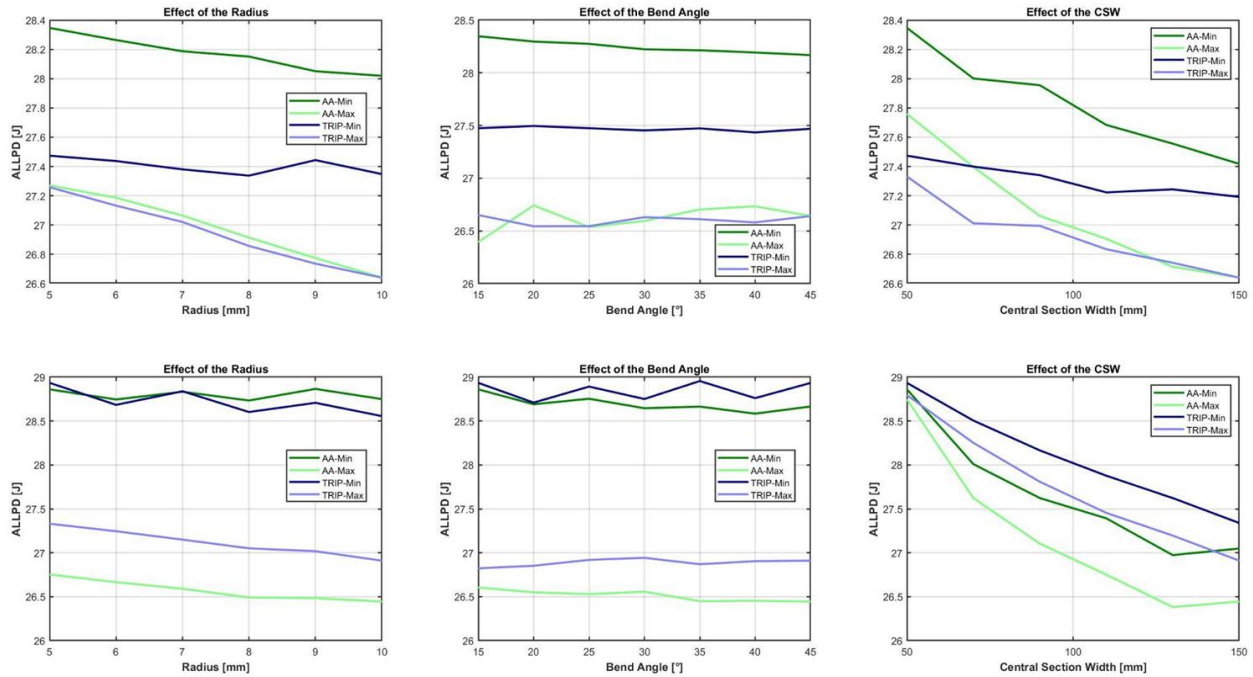 Effect of the Radius
28.4
28.2
28
27.8
27.6
27.4
27.2
27
26.8
26.6
ALLPD [J]
AA-Min
AA-Max
TRIP-Min
TRIP-Max
5 6 7 8 9 10
Radius [mm]
Effect of the Bend Angle
28.5
28
27.5
27
26.5
26
ALLPD [J]
AA-Min
AA-Max
TRIP-Min
TRIP-Max
15 20 25 30 35 40 45
Bend Angle [°]
Effect of the CSW
28.4
28.2
28
27.8
27.6
27.4
27.2
27
26.8
26.6
ALLPD [J]
AA-Min
AA-Max
TRIP-Min
TRIP-Max
50 100 150
Central Section Width [mm]
Effect of the Radius
29
28.5
28
27.5
27
26.5
26
ALLPD [J]
AA-Min
AA-Max
TRIP-Min
TRIP-Max
5 6 7 8 9 10
Radius [mm]
Effect of the Bend Angle
29
28.5
28
27.5
27
26.5
26
ALLPD [J]
AA-Min
AA-Max
TRIP-Min
TRIP-Max
15 20 25 30 35 40 45
Bend Angle [°]
Effect of the CSW
29
28.5
28
27.5
27
26.5
26
ALLPD [J]
AA-Min
AA-Max
TRIP-Min
TRIP-Max
50 100 150
Central Section Width [mm]